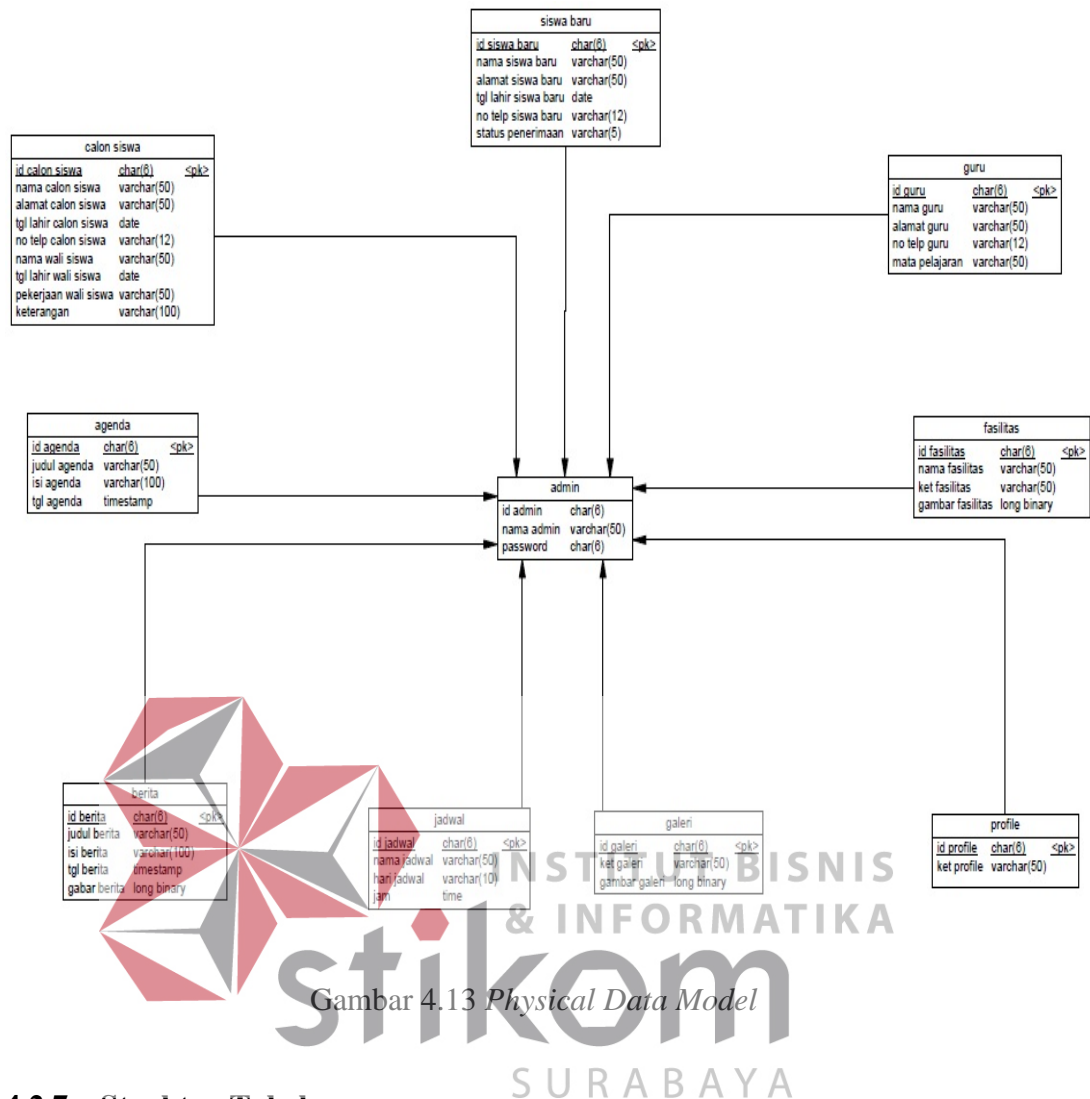 siswa baru
id siswa baru char(6) <pk>
nama siswa baru varchar(50)
alamat siswa baru varchar(50)
tgl lahir siswa baru date
no telp siswa baru varchar(12)
status penerimaan varchar(5)
calon siswa
id calon siswa char(6) <pk>
nama calon siswa varchar(50)
alamat calon siswa varchar(50)
tgl lahir calon siswa date
no telp calon siswa varchar(12)
nama wali siswa varchar(50)
tgl lahir wali siswa date
pekerjaan wali siswa varchar(50)
keterangan varchar(100)
guru
id guru char(6) <pk>
nama guru varchar(50)
alamat guru varchar(50)
no telp guru varchar(12)
mata pelajaran varchar(50)
agenda
id agenda char(6) <pk>
judul agenda varchar(50)
isi agenda varchar(100)
tgl agenda timestamp
fasilitas
id fasilitas char(6) <pk>
nama fasilitas varchar(50)
ket fasilitas varchar(50)
gambar fasilitas long binary
admin
id admin char(6)
nama admin varchar(50)
password char(6)
berita
id berita char(6) <pk>
judul berita varchar(50)
isi berita varchar(100)
tgl berita timestamp
gabar berita long binary
jadwal
id jadwal char(6) <pk>
nama jadwal varchar(50)
hari jadwal varchar(10)
jam time
galeri
id galeri char(6) <pk>
ket galeri varchar(50)
gambar galeri long binary
profile
id profile char(6) <pk>
ket profile varchar(50)
INSTITUT BISNIS
& INFORMATIKA
stikom
SURABAYA
Gambar 4.13 Physical Data Model